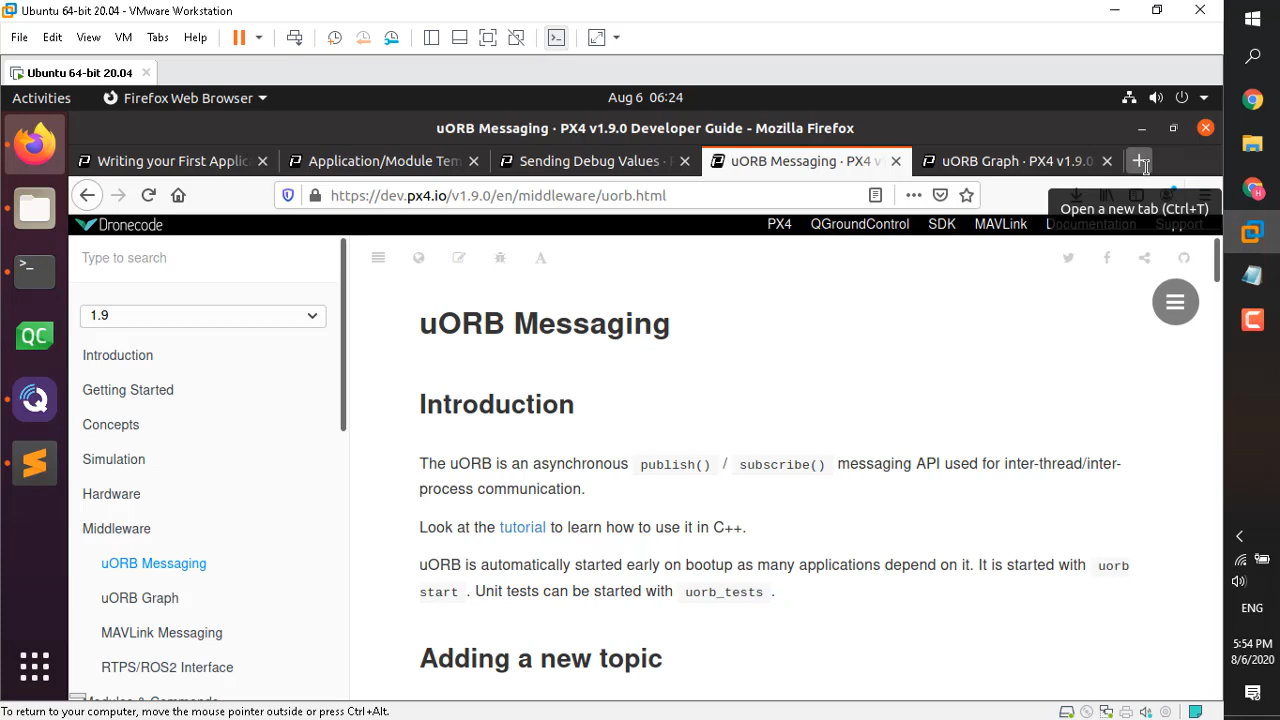 Ubuntu 64-bit 20.04 - VMware Workstation
File Edit View VM Tabs Help
Ubuntu 64-bit 20.04
Activities Firefox Web Browser Aug 6 06:24
uORB Messaging · PX4 v1.9.0 Developer Guide - Mozilla Firefox
Writing your First Applic Application/Module Tem Sending Debug Values · uORB Messaging · PX4 v uORB Graph · PX4 v1.9.0
https://dev.px4.io/v1.9.0/en/middleware/uorb.html
Open a new tab (Ctrl+T)
Dronecode PX4 QGroundControl SDK MAVLink Documentation Support
Type to search
1.9
Introduction
Getting Started
Concepts
Simulation
Hardware
Middleware
uORB Messaging
uORB Graph
MAVLink Messaging
RTPS/ROS2 Interface
Modules & Commands
uORB Messaging
Introduction
The uORB is an asynchronous publish() / subscribe() messaging API used for inter-thread/inter-
process communication.
Look at the tutorial to learn how to use it in C++.
uORB is automatically started early on bootup as many applications depend on it. It is started with uorb
start . Unit tests can be started with uorb_tests .
Adding a new topic
>_
QC
ENG
5:54 PM
8/6/2020
To return to your computer, move the mouse pointer outside or press Ctrl+Alt.